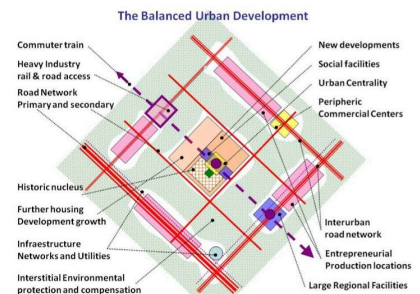 The Balanced Urban Development
Commuter train
Heavy Industry
rail & road access
Road Network
Primary and secondary
Historic nucleus
Further housing
Development growth
Infrastructure
Networks and Utilities
Interstitial Environmental
protection and compensation
New developments
Social facilities
Urban Centrality
Peripheric
Commercial Centers
Interurban
road network
Entrepreneurial
Production locations
Large Regional Facilities